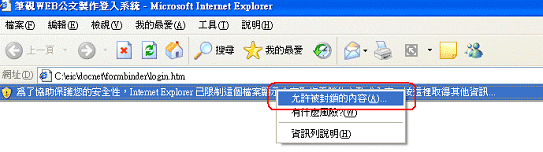 筆硯WEB公文製作登入系統 - Microsoft Internet Explorer
檔案(F) 編輯(E) 檢視(V) 我的最愛(A) 工具(T) 說明(H)
上一頁 搜尋 我的最愛
網址(D) C:\eic\docnet\formbinder\login.htm
為了協助保護您的安全性，Internet Explorer 已限制這個檔案顯示 按這裡取得其他資訊...
允許被封鎖的內容(A)...
有什麼風險?(W)
資訊列說明(H)